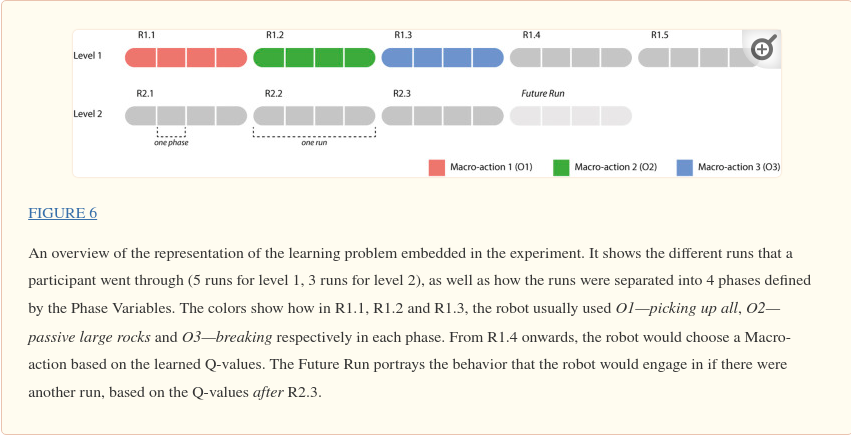 R1.1 R1.2 R1.3 R1.4 R1.5
Level 1
R2.1 R2.2 R2.3 Future Run
Level 2
one phase one run
Macro-action 1 (O1) Macro-action 2 (O2) Macro-action 3 (O3)
FIGURE 6
An overview of the representation of the learning problem embedded in the experiment. It shows the different runs that a
participant went through (5 runs for level 1, 3 runs for level 2), as well as how the runs were separated into 4 phases defined
by the Phase Variables. The colors show how in R1.1, R1.2 and R1.3, the robot usually used O1—picking up all, O2—
passive large rocks and O3—breaking respectively in each phase. From R1.4 onwards, the robot would choose a Macro-
action based on the learned Q-values. The Future Run portrays the behavior that the robot would engage in if there were
another run, based on the Q-values after R2.3.